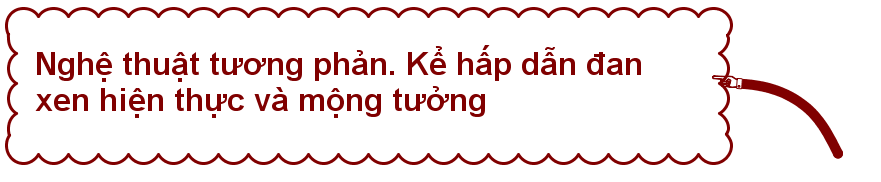 Nghệ thuật tương phản. Kể hấp dẫn đan
xen hiện thực và mộng tưởng